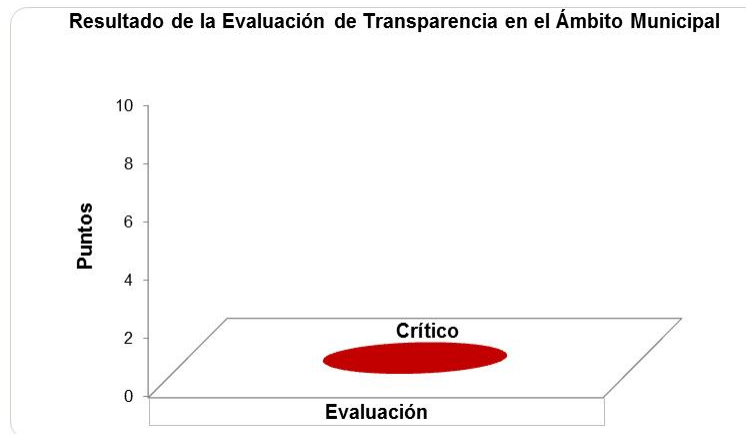 Resultado de la Evaluación de Transparencia en el Ámbito Municipal
10
8
6
4
2
0
Puntos
Crítico
Evaluación